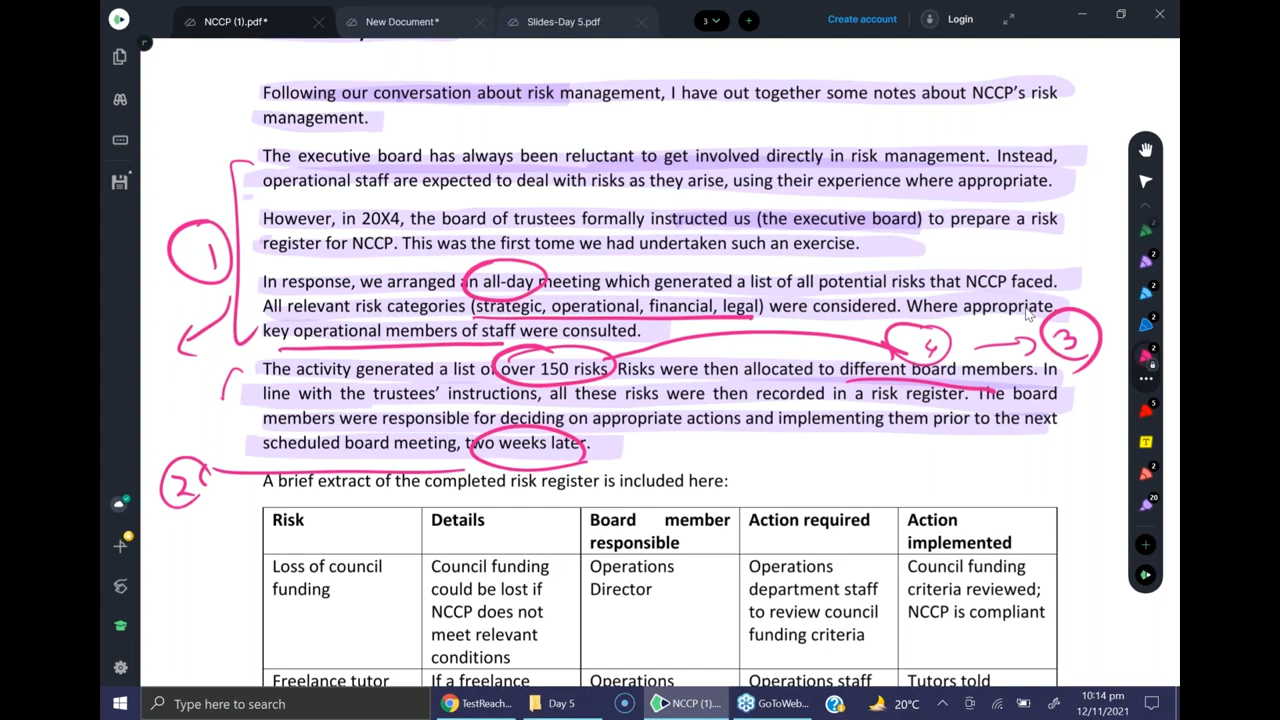 NCCP (1).pdf*
New Document*
Slides-Day 5.pdf
3
Create account
Login
Following our conversation about risk management, I have out together some notes about NCCP's risk
management.
The executive board has always been reluctant to get involved directly in risk management. Instead,
operational staff are expected to deal with risks as they arise, using their experience where appropriate.
However, in 20X4, the board of trustees formally instructed us (the executive board) to prepare a risk
register for NCCP. This was the first tome we had undertaken such an exercise.
In response, we arranged an all-day meeting which generated a list of all potential risks that NCCP faced.
All relevant risk categories (strategic, operational, financial, legal) were considered. Where appropriate,
key operational members of staff were consulted.
The activity generated a list of over 150 risks. Risks were then allocated to different board members. In
line with the trustees' instructions, all these risks were then recorded in a risk register. The board
members were responsible for deciding on appropriate actions and implementing them prior to the next
scheduled board meeting, two weeks later.
1
2
3
4
A brief extract of the completed risk register is included here:
Risk
Details
Board member
responsible
Action required
Action
implemented
Loss of council
funding
Council funding
could be lost if
NCCP does not
meet relevant
conditions
Operations
Director
Operations
department staff
to review council
funding criteria
Council funding
criteria reviewed;
NCCP is compliant
Freelance tutor
If a freelance
Operations
Operations staff
Tutors told
2
2
2
2
2
5
T
2
2
20
Type here to search
TestReach...
Day 5
NCCP (1)....
GoToWeb...
20°C
10:14 pm
12/11/2021